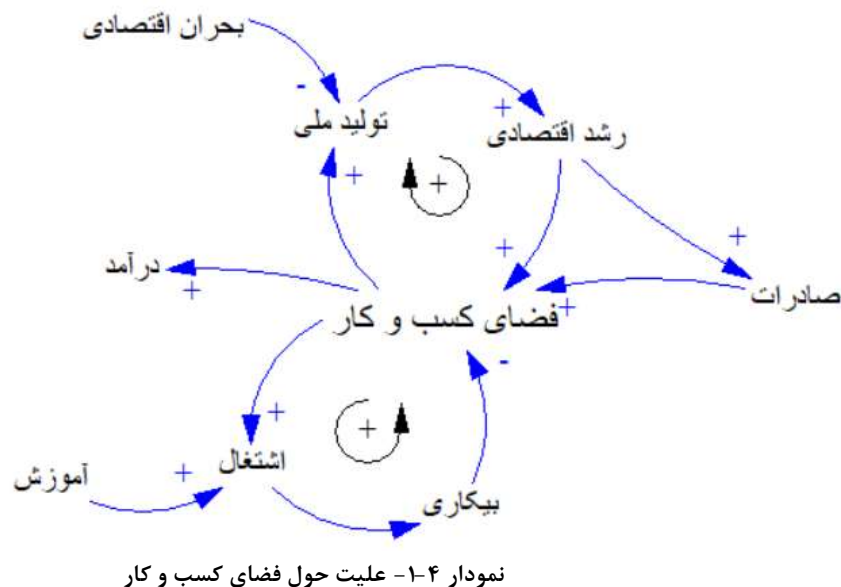 بحران اقتصادی
-
تولید ملی
+
رشد اقتصادی
+
+
+
+
درآمد
+
صادرات
فضای کسب و کار
+
-
+
+
اشتغال
+
آموزش
بیکاری
نمودار ۴-۱- علیت حول فضای کسب و کار